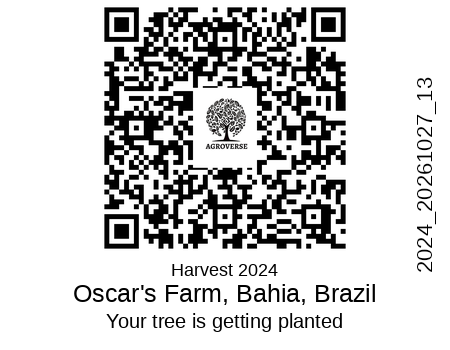 AGROVERSE
Harvest 2024
Oscar's Farm, Bahia, Brazil
Your tree is getting planted
2024_20261027_13